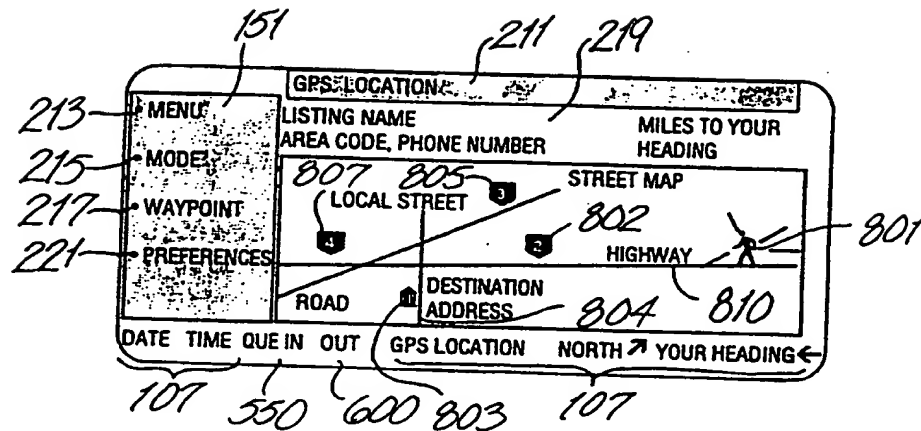 151
211
219
GPS LOCATION
213
MENU
LISTING NAME
MILES TO YOUR
AREA CODE, PHONE NUMBER
HEADING
215
MODE
807
805
3
STREET MAP
LOCAL STREET
802
217
WAYPOINT
4
2
801
221
PREFERENCES
HIGHWAY
ROAD
DESTINATION
ADDRESS
804
810
DATE TIME QUE IN OUT GPS LOCATION NORTH ↗ YOUR HEADING ←
107
550
600
803
107